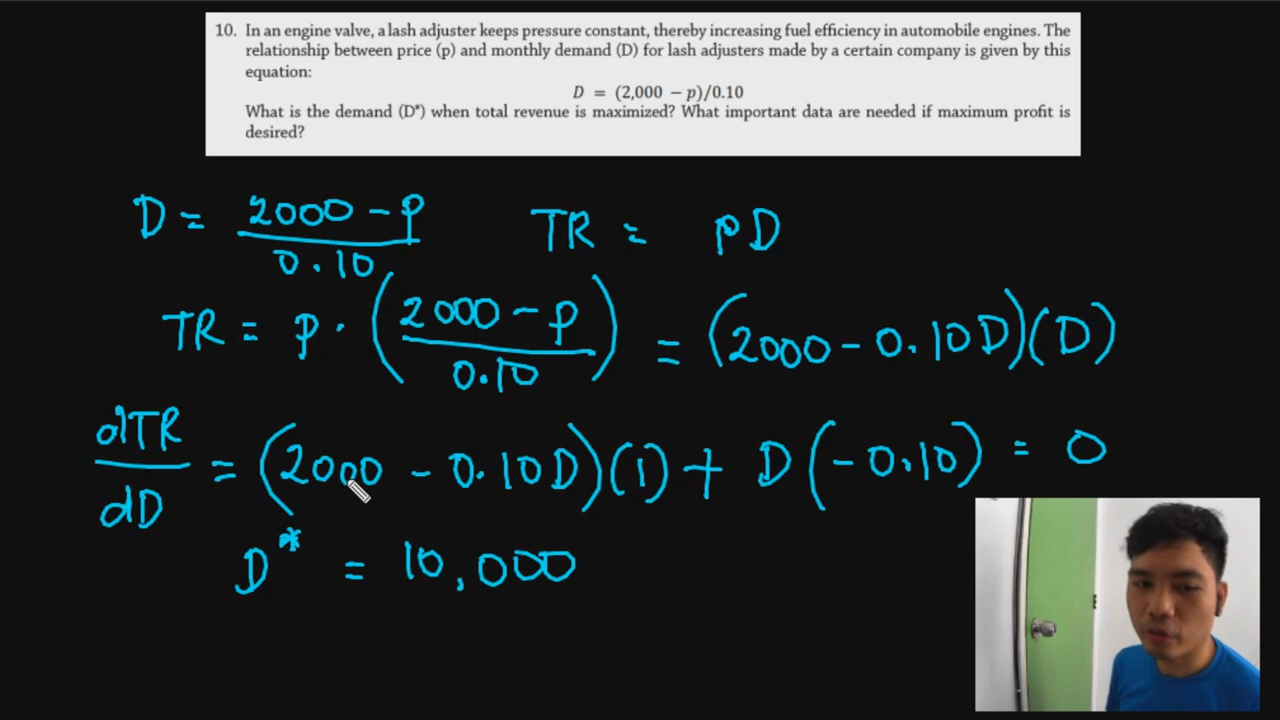 10. In an engine valve, a lash adjuster keeps pressure constant, thereby increasing fuel efficiency in automobile engines. The
relationship between price (p) and monthly demand (D) for lash adjusters made by a certain company is given by this
equation:
D = (2,000 − p)/0.10
What is the demand (D*) when total revenue is maximized? What important data are needed if maximum profit is
desired?
D = (2000 − p)/0.10 TR = pD
TR = p · ((2000 − p)/0.10) = (2000 − 0.10D)(D)
dTR/dD = (2000 − 0.10D)(1) + D(−0.10) = 0
D* = 10,000